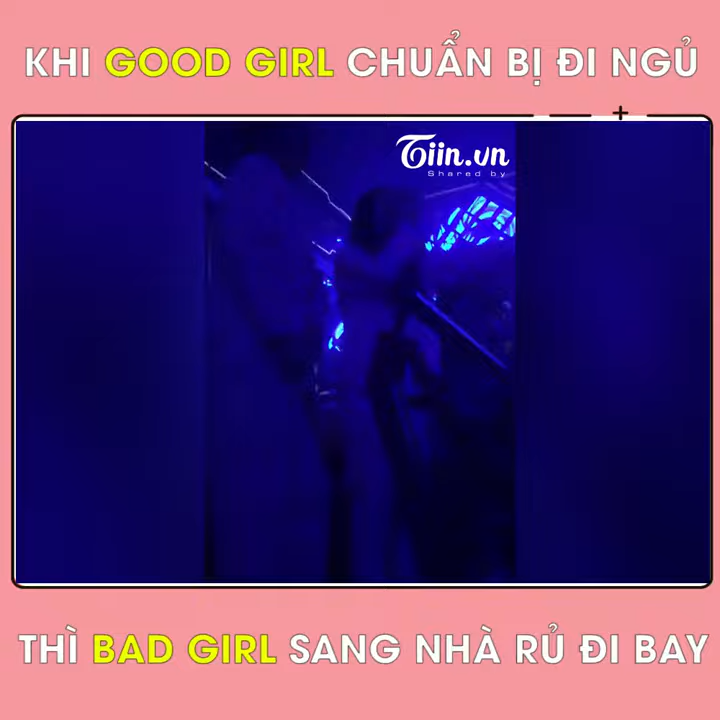 KHI GOOD GIRL CHUẨN BỊ ĐI NGỦ
Tiin.vn
Shared by
THÌ BAD GIRL SANG NHÀ RỦ ĐI BAY